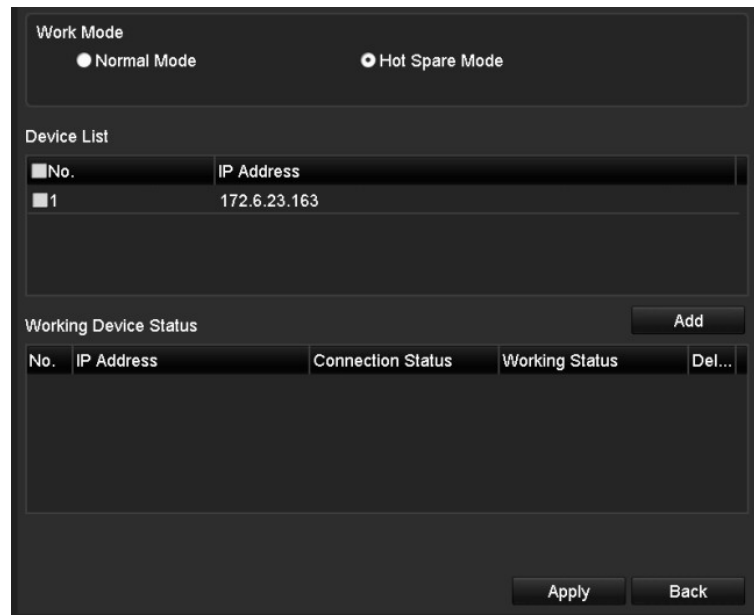 Work Mode
Normal Mode Hot Spare Mode
Device List
No. IP Address
1 172.6.23.163
Add
Working Device Status
No. IP Address Connection Status Working Status Del...
Apply Back